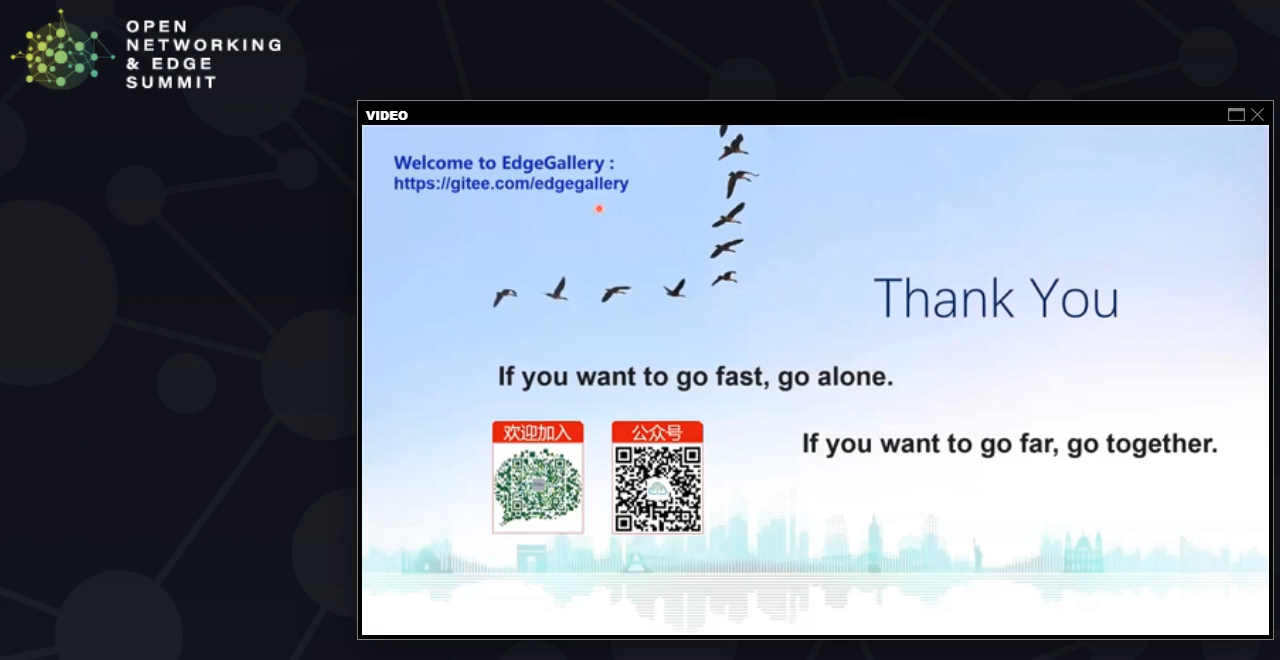 OPEN
NETWORKING
& EDGE
SUMMIT
VIDEO
Welcome to EdgeGallery :
https://gitee.com/edgegallery
Thank You
If you want to go fast, go alone.
欢迎加入
公众号
If you want to go far, go together.